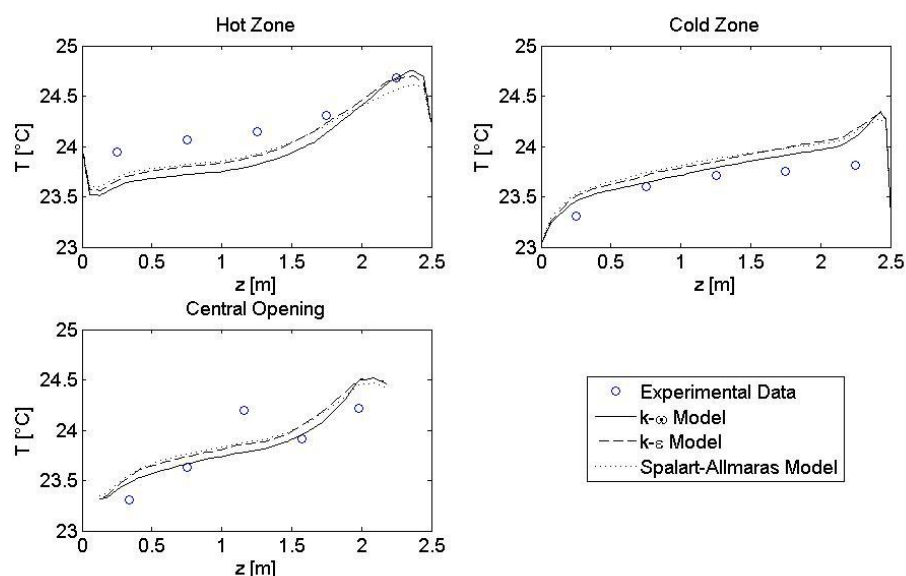 Hot Zone
25
24.5
24
23.5
23
T [°C]
0
0.5
1
1.5
2
2.5
z [m]
Cold Zone
25
24.5
24
23.5
23
T [°C]
0
0.5
1
1.5
2
2.5
z [m]
Central Opening
25
24.5
24
23.5
23
T [°C]
0
0.5
1
1.5
2
2.5
z [m]
Experimental Data
k-ω Model
k-ε Model
Spalart-Allmaras Model